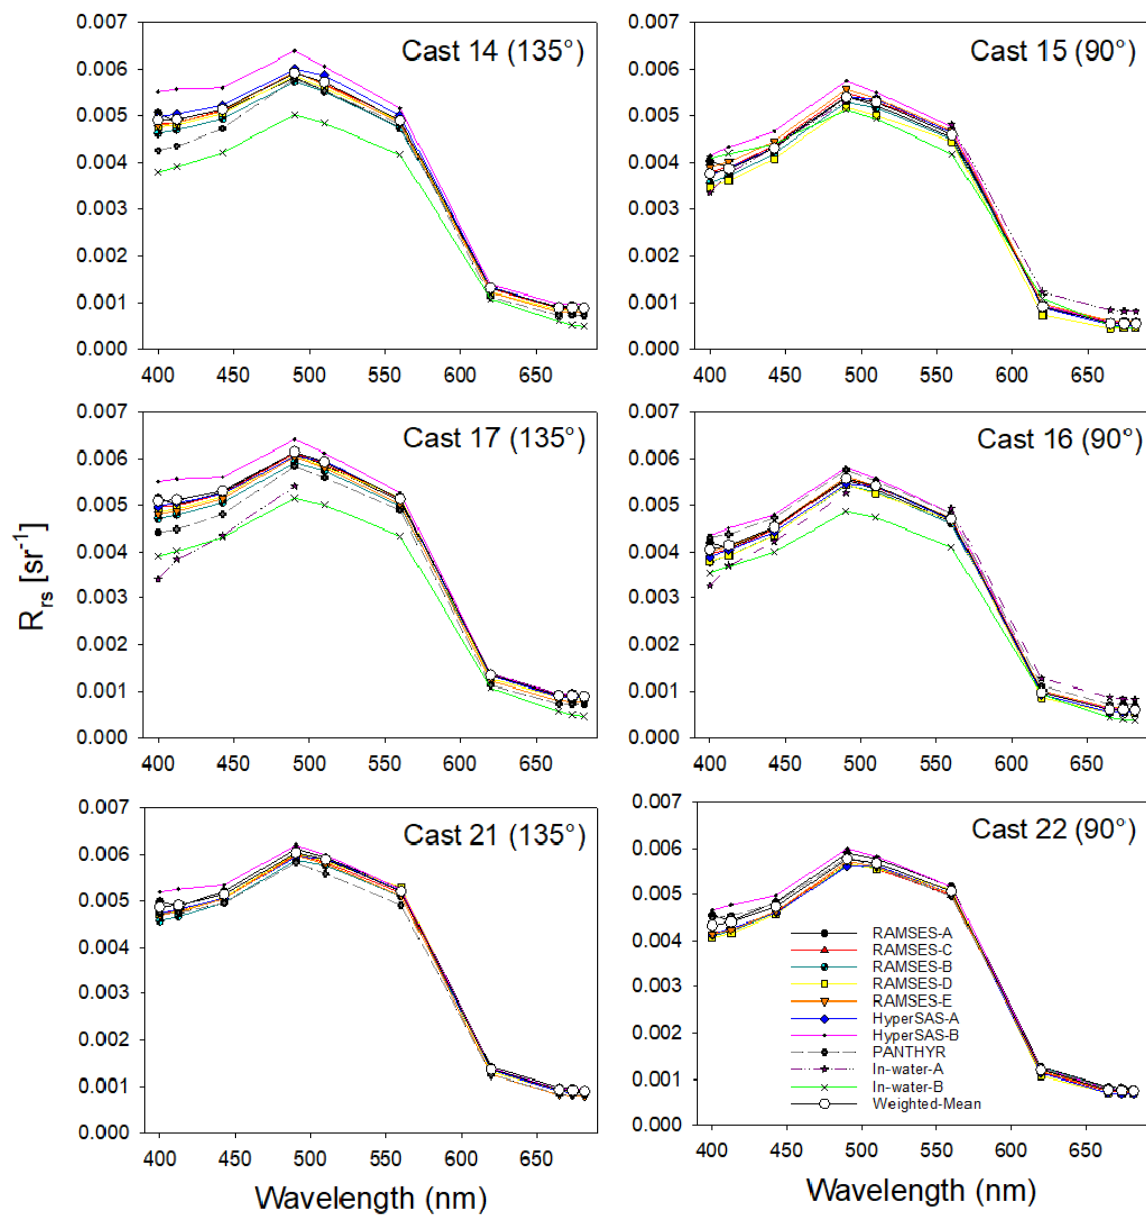 0.007
0.006
0.005
0.004
0.003
0.002
0.001
0.000
400 450 500 550 600 650
Cast 14 (135°)
0.007
0.006
0.005
0.004
0.003
0.002
0.001
0.000
400 450 500 550 600 650
Cast 15 (90°)
0.007
0.006
0.005
0.004
0.003
0.002
0.001
0.000
400 450 500 550 600 650
Cast 17 (135°)
0.007
0.006
0.005
0.004
0.003
0.002
0.001
0.000
400 450 500 550 600 650
Cast 16 (90°)
Rrs [sr-1]
0.007
0.006
0.005
0.004
0.003
0.002
0.001
0.000
400 450 500 550 600 650
Cast 21 (135°)
Wavelength (nm)
0.007
0.006
0.005
0.004
0.003
0.002
0.001
0.000
400 450 500 550 600 650
Cast 22 (90°)
RAMSES-A
RAMSES-C
RAMSES-B
RAMSES-D
RAMSES-E
HyperSAS-A
HyperSAS-B
PANTHYR
In-water-A
In-water-B
Weighted-Mean
Wavelength (nm)